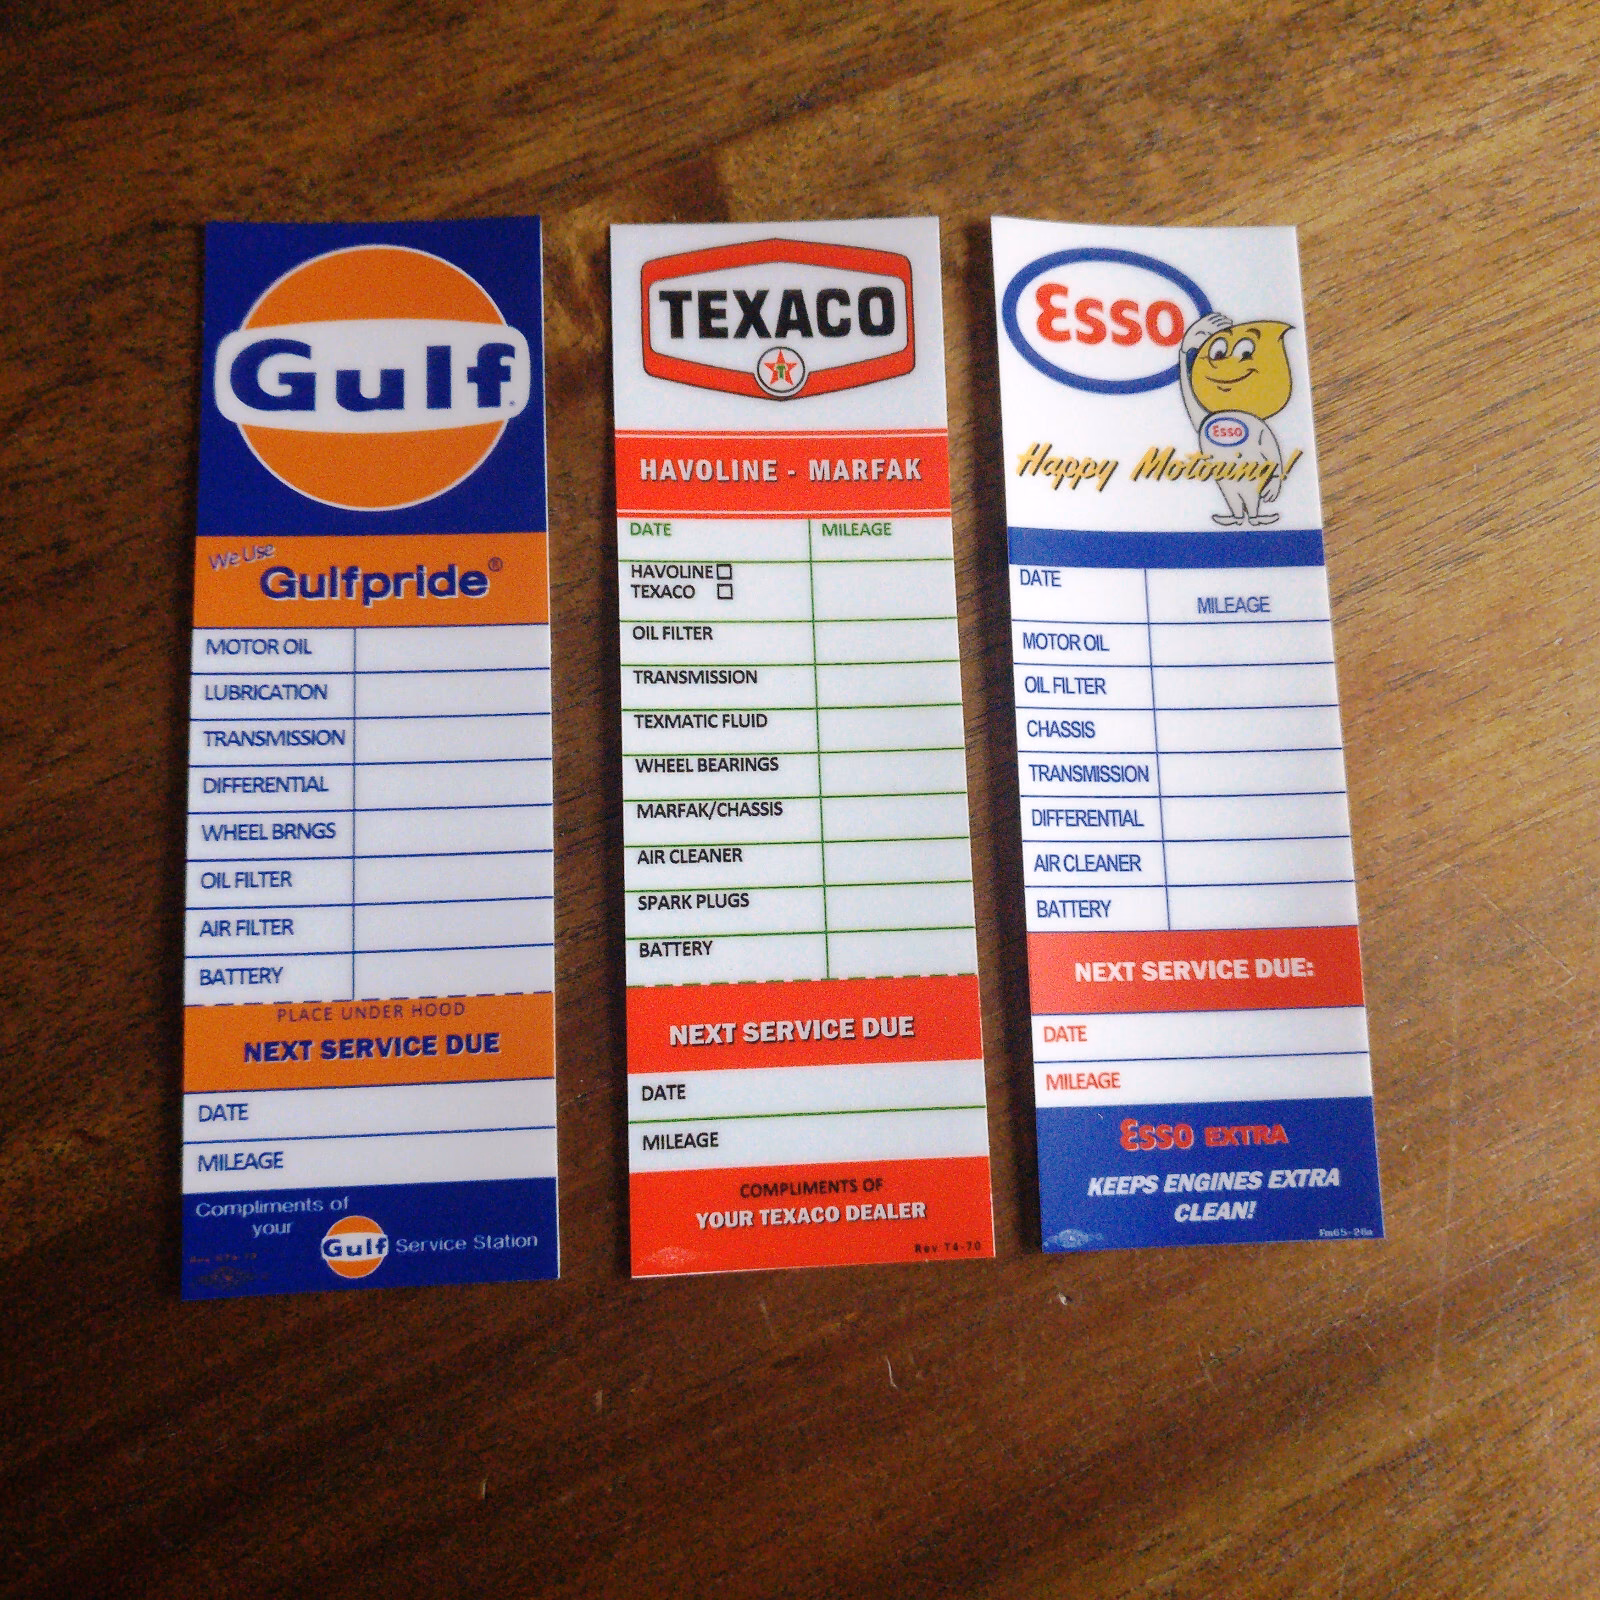 Gulf
We Use
Gulfpride®
MOTOR OIL
LUBRICATION
TRANSMISSION
DIFFERENTIAL
WHEEL BRNGS
OIL FILTER
AIR FILTER
BATTERY
PLACE UNDER HOOD
NEXT SERVICE DUE
DATE
MILEAGE
Compliments of
your
Gulf Service Station
TEXACO
T
HAVOLINE - MARFAK
DATE MILEAGE
HAVOLINE
TEXACO
OIL FILTER
TRANSMISSION
TEXMATIC FLUID
WHEEL BEARINGS
MARFAK/CHASSIS
AIR CLEANER
SPARK PLUGS
BATTERY
NEXT SERVICE DUE
DATE
MILEAGE
COMPLIMENTS OF
YOUR TEXACO DEALER
Rev T4-70
Esso
Esso
Happy Motoring!
DATE
MILEAGE
MOTOR OIL
OIL FILTER
CHASSIS
TRANSMISSION
DIFFERENTIAL
AIR CLEANER
BATTERY
NEXT SERVICE DUE:
DATE
MILEAGE
Esso EXTRA
KEEPS ENGINES EXTRA
CLEAN!